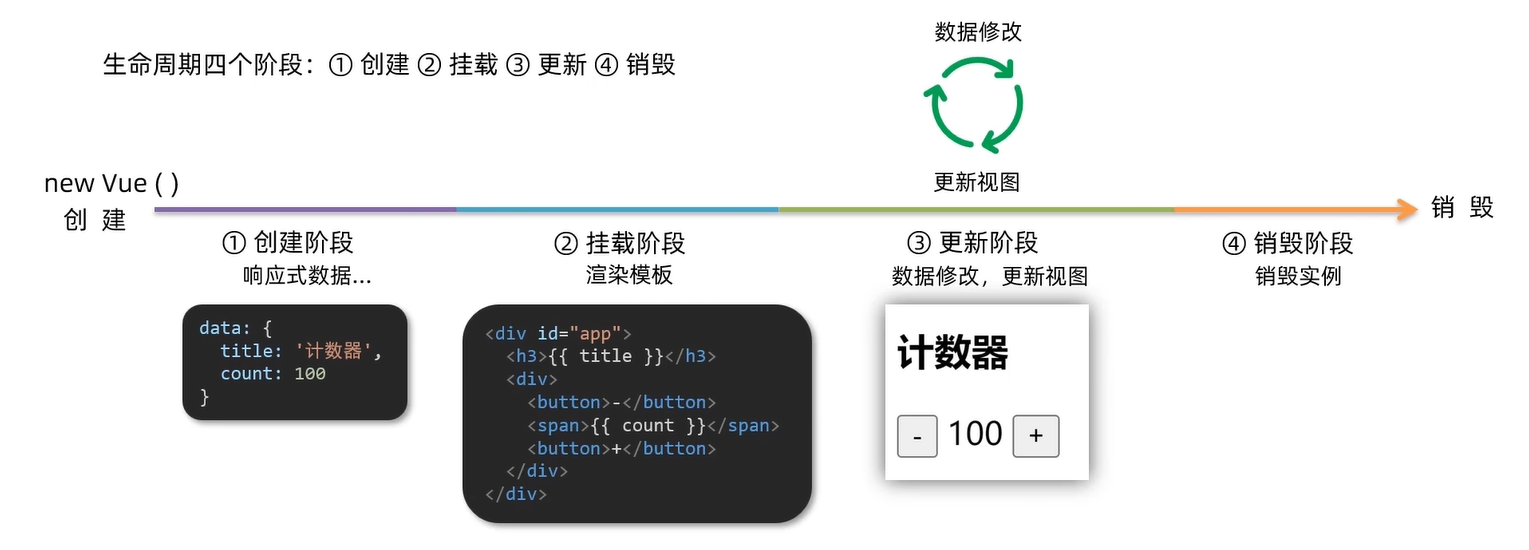 生命周期四个阶段：① 创建 ② 挂载 ③ 更新 ④ 销毁
数据修改
更新视图
new Vue ( )
创 建
销 毁
① 创建阶段
响应式数据...
data: {
  title: '计数器',
  count: 100
}
② 挂载阶段
渲染模板
<div id="app">
  <h3>{{ title }}</h3>
  <div>
    <button>-</button>
    <span>{{ count }}</span>
    <button>+</button>
  </div>
</div>
③ 更新阶段
数据修改，更新视图
计数器
- 100 +
④ 销毁阶段
销毁实例